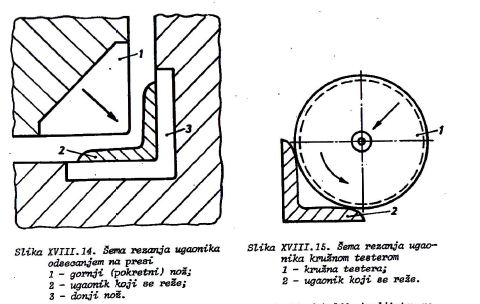 1
3
2
1
2
Slika XVIII.14. Šema rezanja ugaonika
odsecanjem na presi
1 - gornji (pokretni) nož;
2 - ugaonik koji se reže;
3 - donji nož.
Slika XVIII.15. Šema rezanja ugao-
nika kružnom testerom
1 - kružna testera;
2 - ugaonik koji se reže.